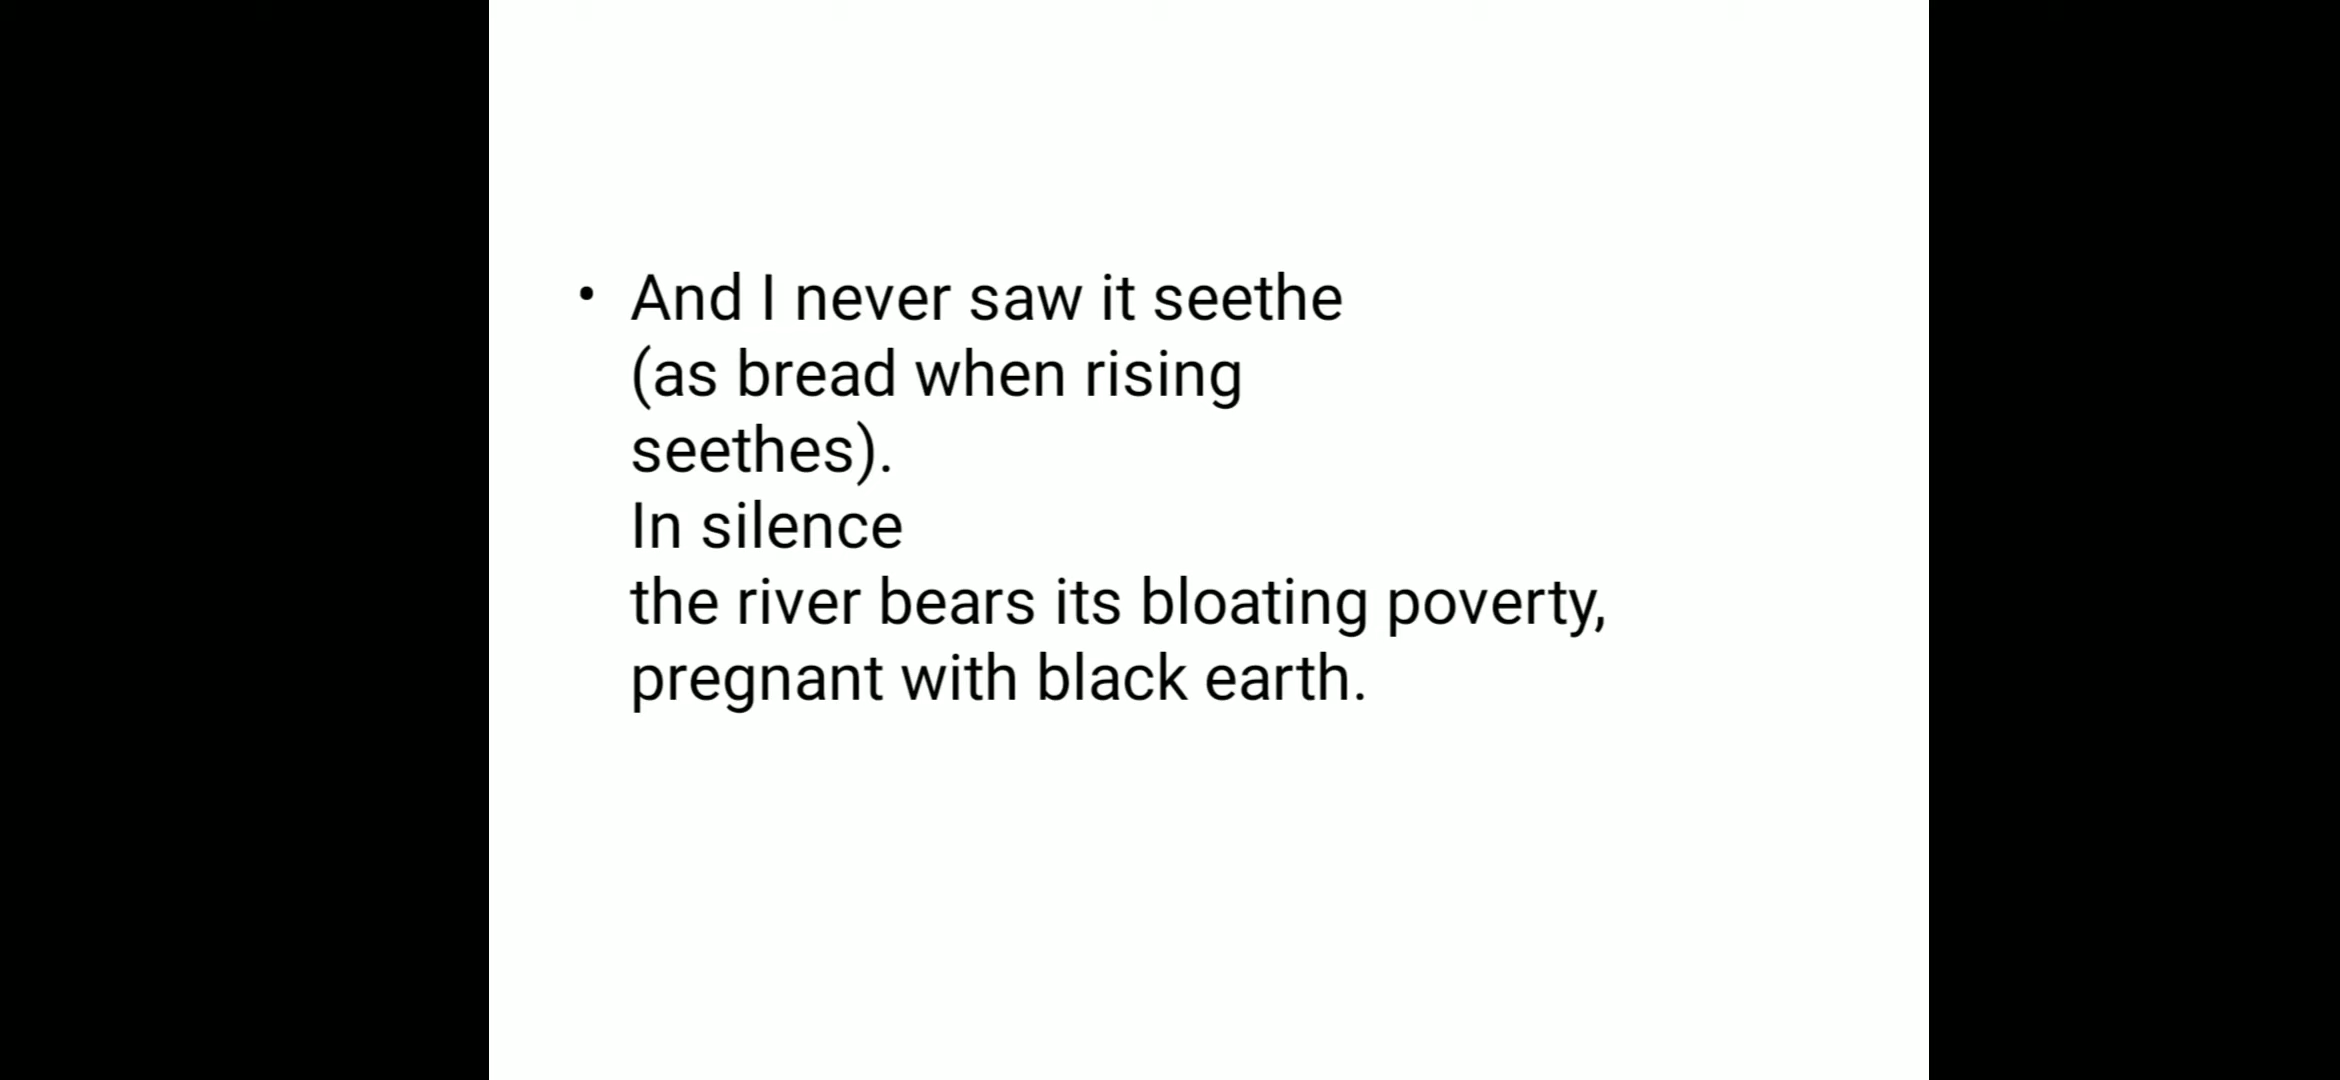 • And I never saw it seethe
(as bread when rising
seethes).
In silence
the river bears its bloating poverty,
pregnant with black earth.